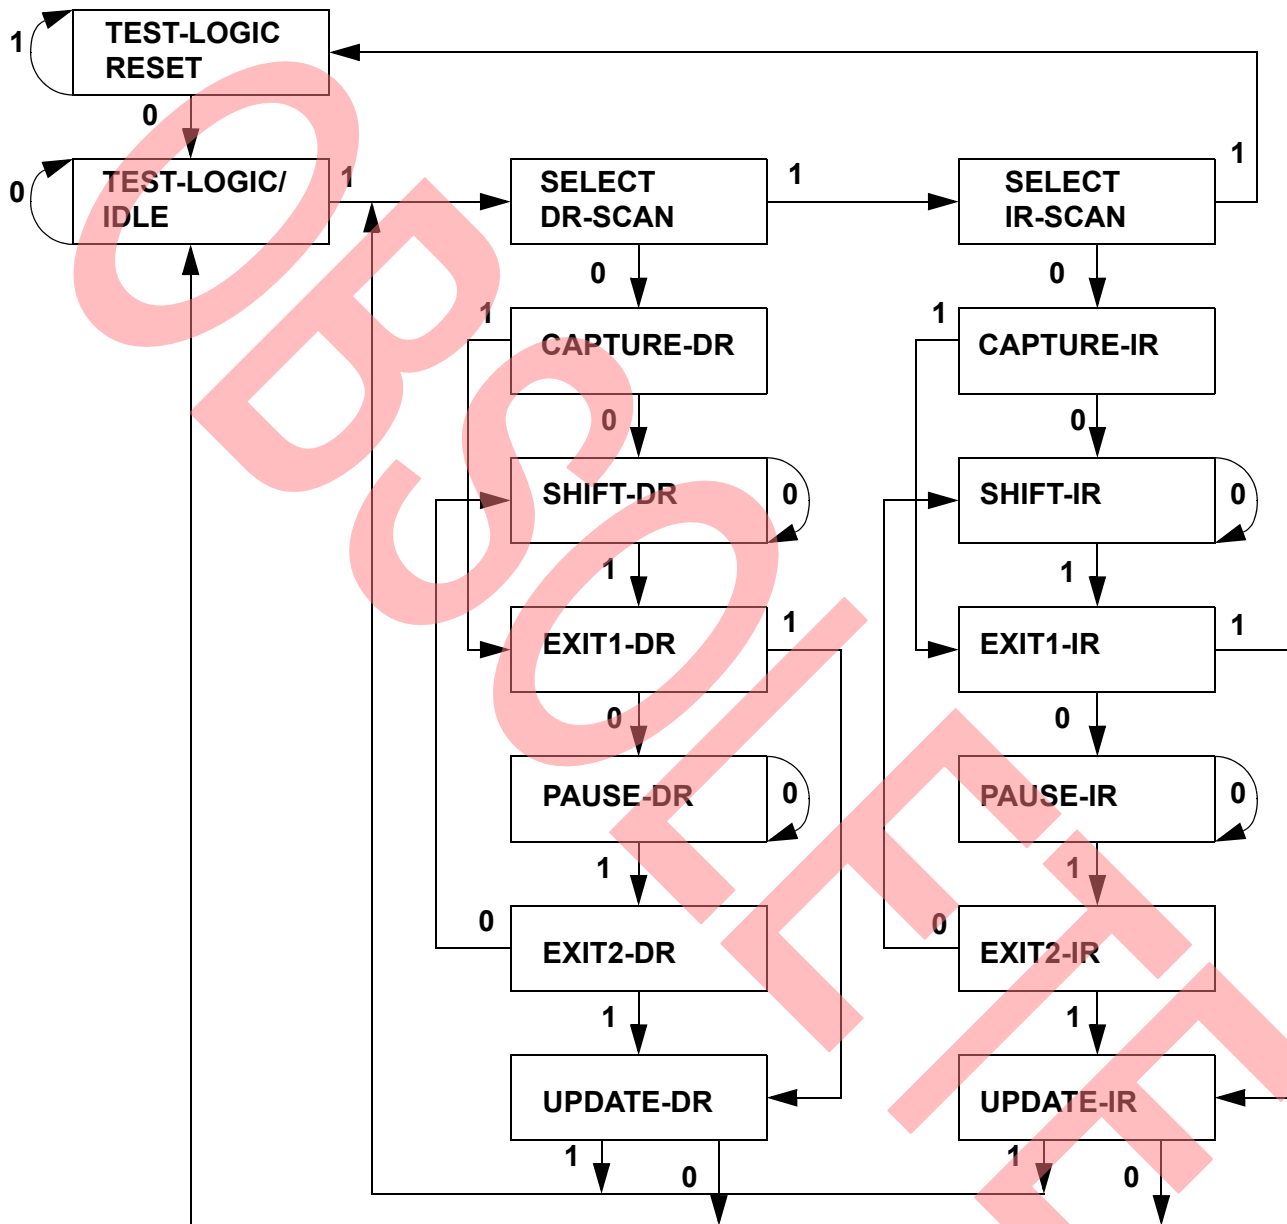 TEST-LOGIC
RESET
1
0
TEST-LOGIC/
IDLE
0
1
SELECT
DR-SCAN
1
SELECT
IR-SCAN
1
0
0
1
CAPTURE-DR
1
CAPTURE-IR
0
0
SHIFT-DR
0
SHIFT-IR
0
1
1
EXIT1-DR
1
EXIT1-IR
1
0
0
PAUSE-DR
0
PAUSE-IR
0
1
1
0
EXIT2-DR
0
EXIT2-IR
1
1
UPDATE-DR
UPDATE-IR
1
0
1
0
OBSOLETE